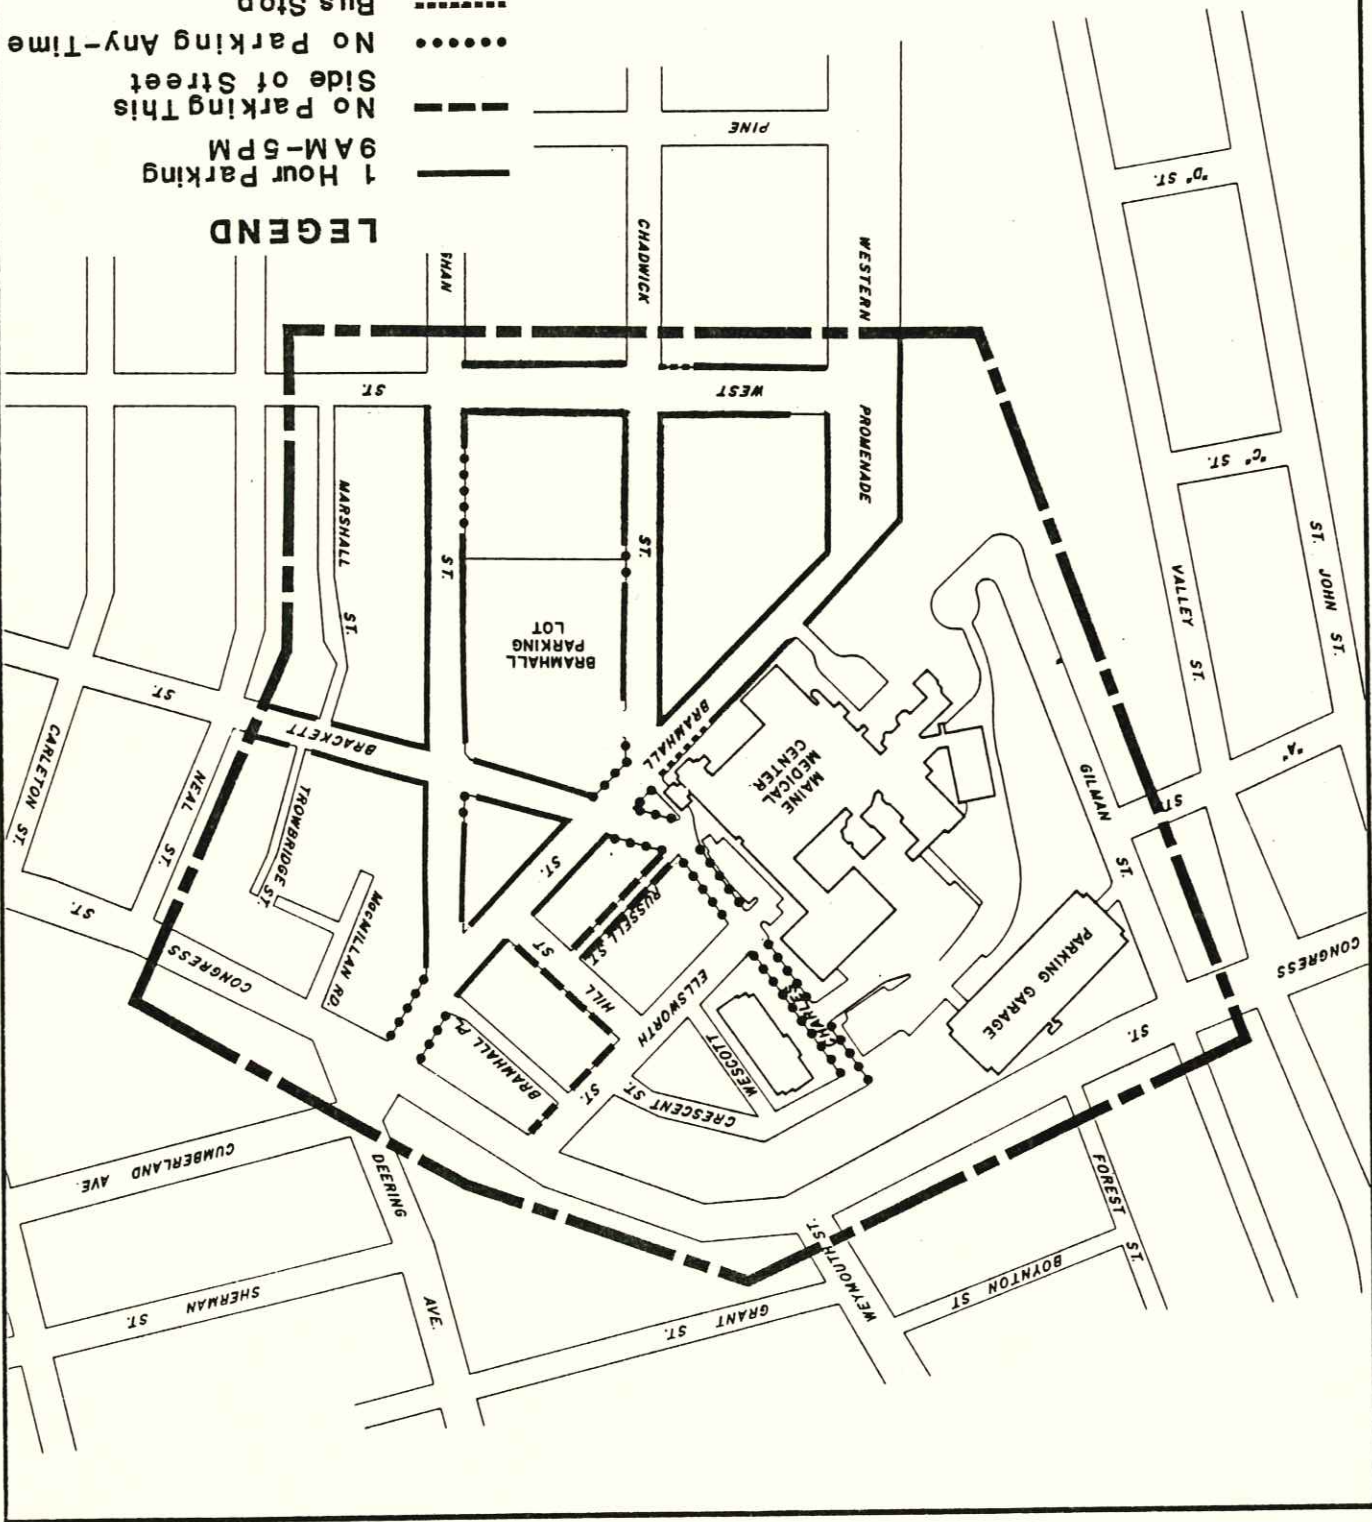 GRANT ST.
BOYNTON ST
WEYMOUTH ST.
FOREST ST.
SHERMAN ST.
DEERING AVE.
CUMBERLAND AVE.
CONGRESS ST.
CONGRESS ST.
PARKING GARAGE
CRESCENT ST.
WESCOTT
CHARLES
ELLSWORTH ST.
BRAMHALL PL
HILL ST
RUSSELL ST.
McMILLAN RD.
TROWBRIDGE ST.
NEAL ST.
CARLETON ST.
GILMAN ST.
"A" ST.
MAINE
MEDICAL
CENTER
BRAMHALL ST.
BRACKETT ST.
ST. JOHN ST.
VALLEY ST.
BRAMHALL
PARKING
LOT
MARSHALL ST.
ST.
ST.
"C" ST.
WESTERN PROMENADE
WEST ST.
CHADWICK
"D" ST.
PINE
LEGEND
1 Hour Parking
9AM-5PM
No Parking This
Side of Street
No Parking Any-Time
Bus Stop